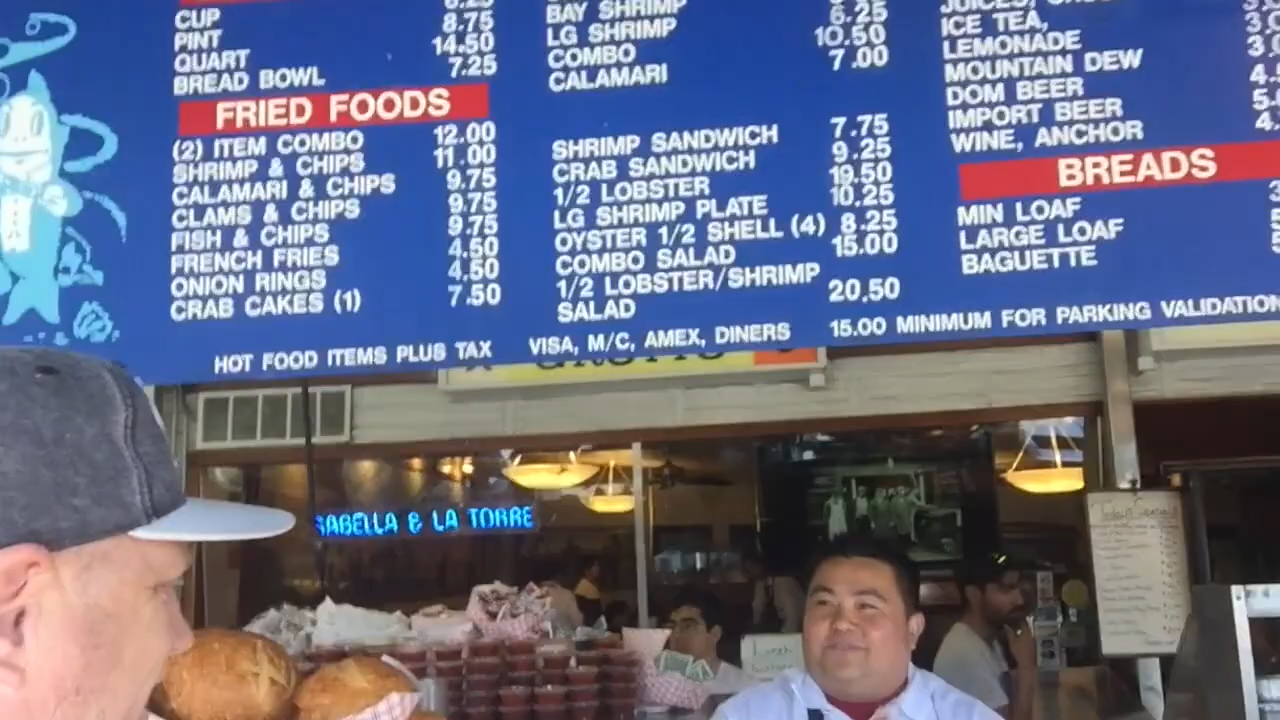 CUP 8.75
PINT 14.50
QUART 7.25
BREAD BOWL
FRIED FOODS
(2) ITEM COMBO 12.00
SHRIMP & CHIPS 11.00
CALAMARI & CHIPS 9.75
CLAMS & CHIPS 9.75
FISH & CHIPS 9.75
FRENCH FRIES 4.50
ONION RINGS 4.50
CRAB CAKES (1) 7.50
HOT FOOD ITEMS PLUS TAX
BAY SHRIMP 6.25
LG SHRIMP 10.50
COMBO 7.00
CALAMARI
SHRIMP SANDWICH 7.75
CRAB SANDWICH 9.25
1/2 LOBSTER 19.50
LG SHRIMP PLATE 10.25
OYSTER 1/2 SHELL (4) 8.25
COMBO SALAD 15.00
1/2 LOBSTER/SHRIMP
SALAD 20.50
VISA, M/C, AMEX, DINERS
JUICES,
ICE TEA,
LEMONADE
MOUNTAIN DEW
DOM BEER
IMPORT BEER
WINE, ANCHOR
BREADS
MIN LOAF
LARGE LOAF
BAGUETTE
15.00 MINIMUM FOR PARKING VALIDATION
SABELLA & LA TORRE